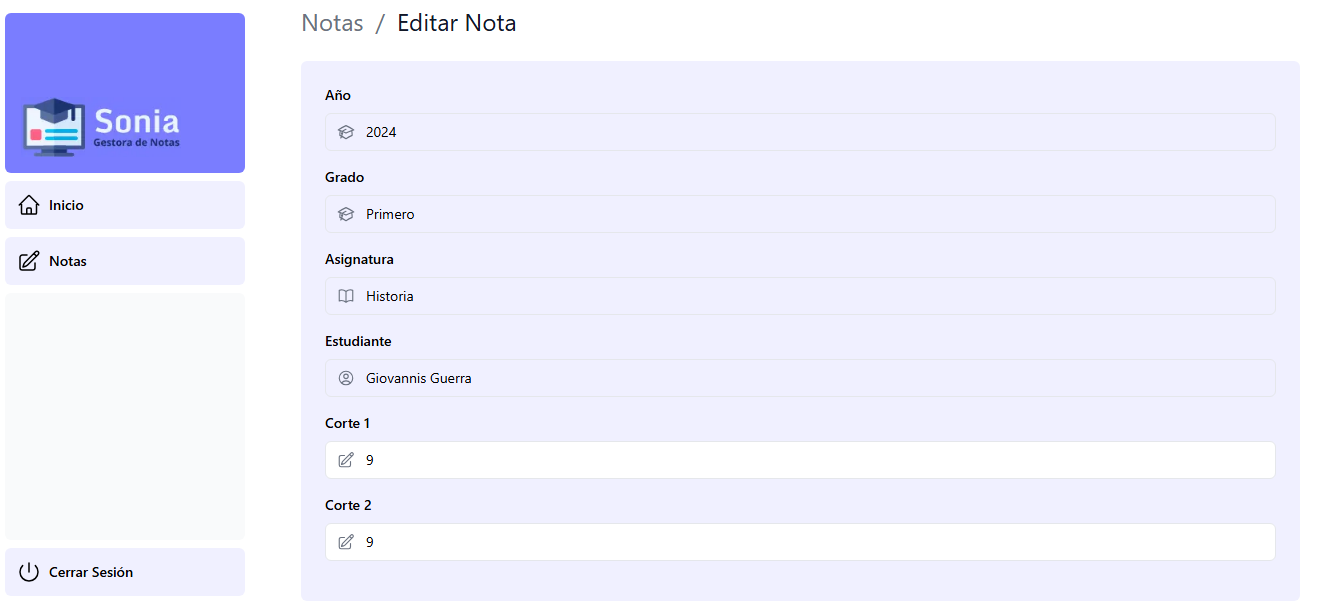 Sonia
Gestora de Notas
Inicio
Notas
Cerrar Sesión
Notas / Editar Nota
Año
2024
Grado
Primero
Asignatura
Historia
Estudiante
Giovannis Guerra
Corte 1
9
Corte 2
9